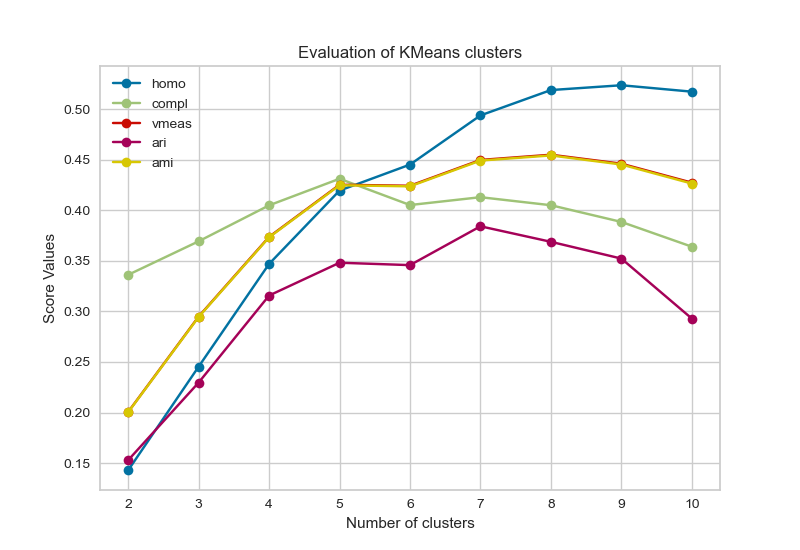 Evaluation of KMeans clusters
homo
compl
vmeas
ari
ami
Score Values
0.50
0.45
0.40
0.35
0.30
0.25
0.20
0.15
2 3 4 5 6 7 8 9 10
Number of clusters